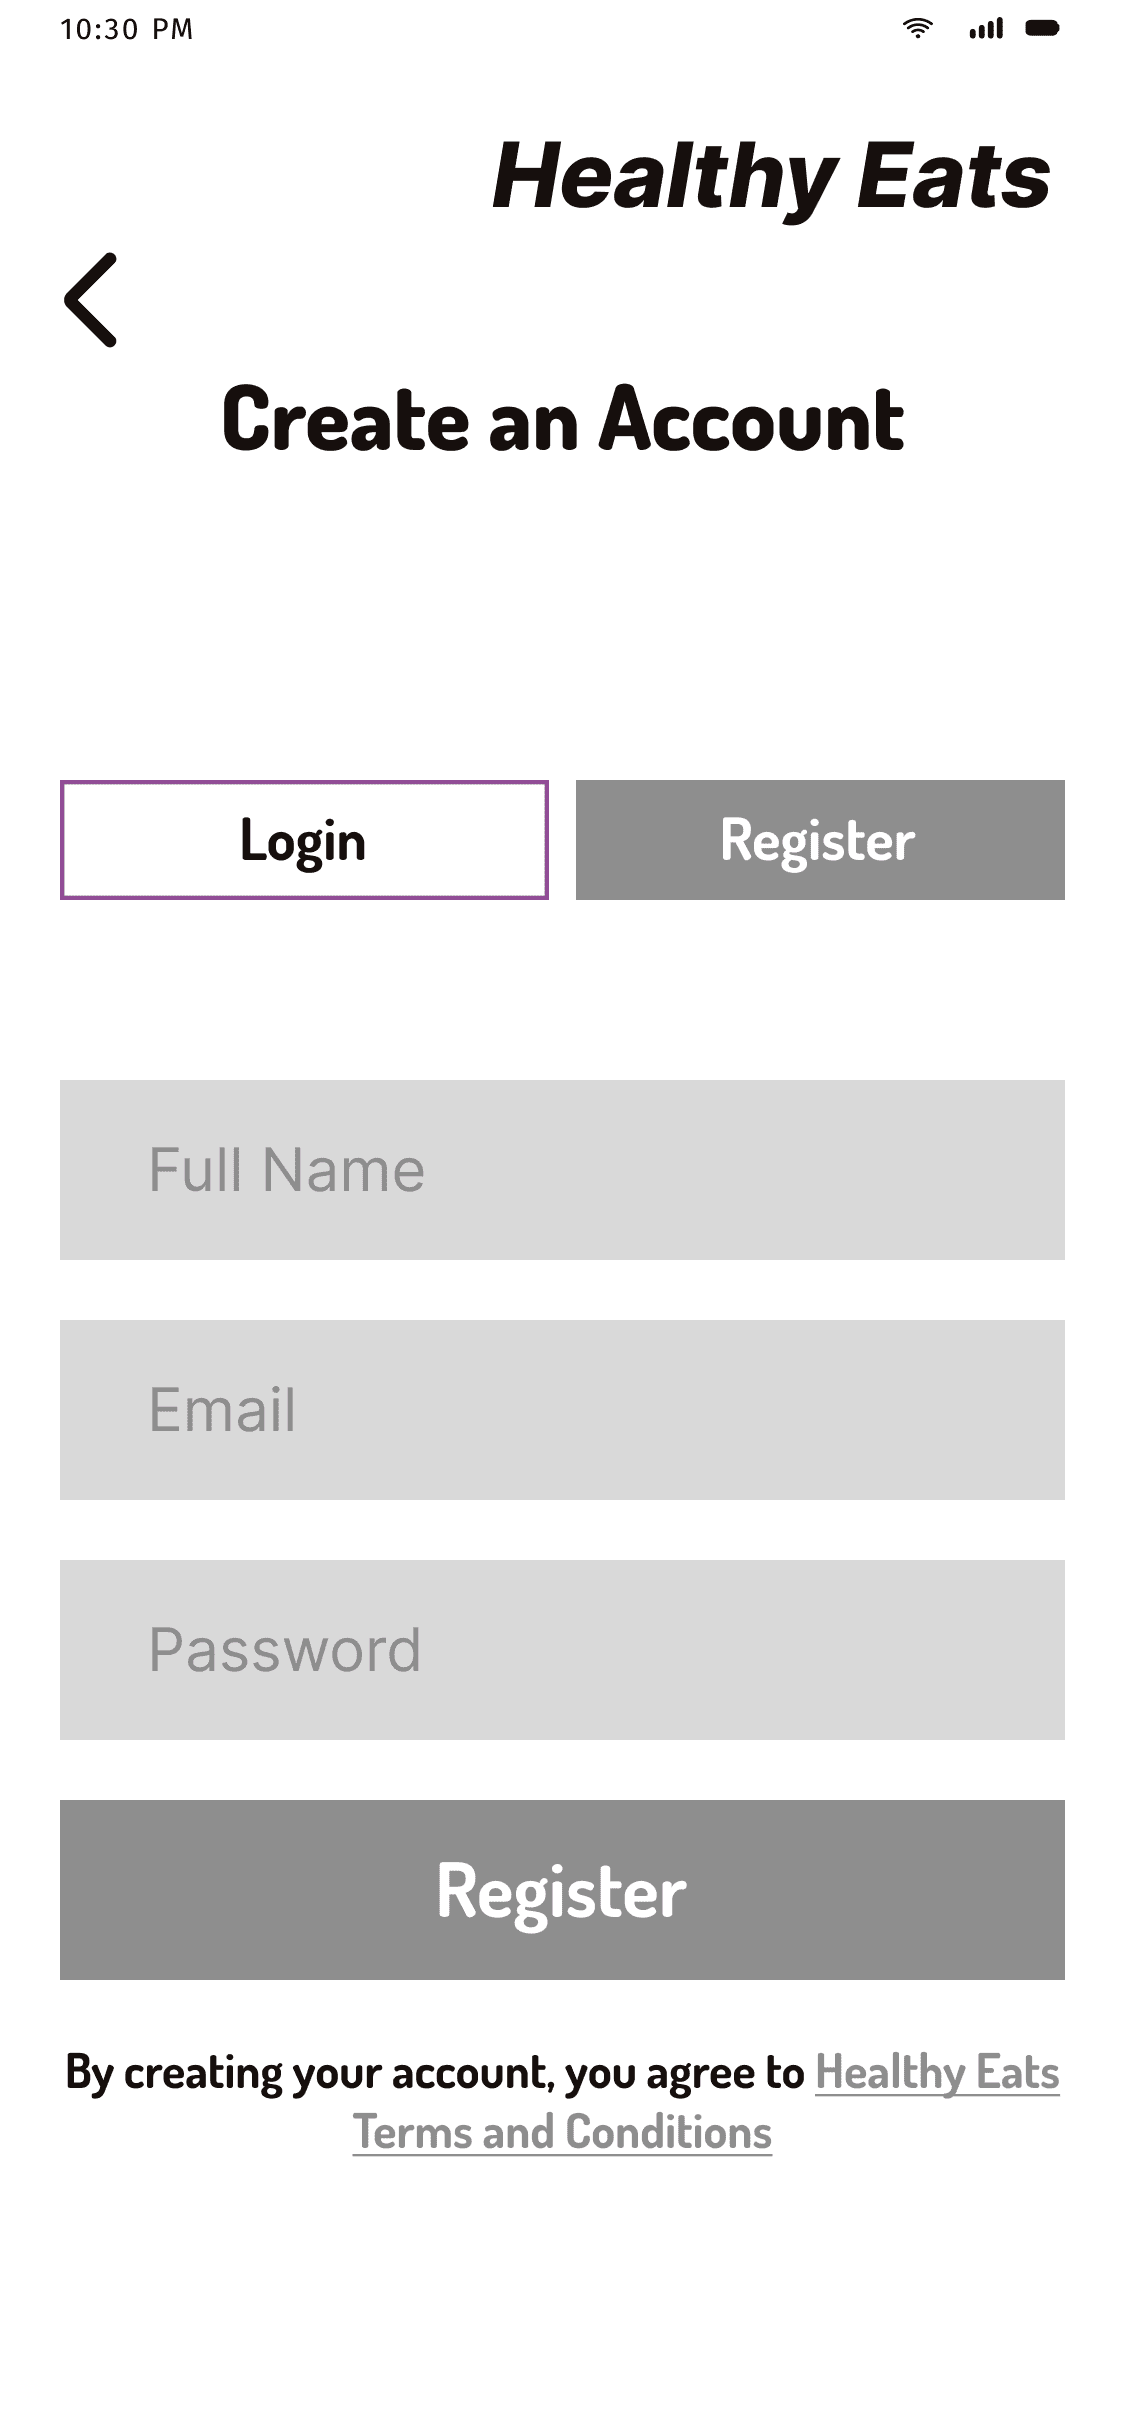 10:30 PM
Healthy Eats
Create an Account
Login
Register
Full Name
Email
Password
Register
By creating your account, you agree to Healthy Eats
Terms and Conditions